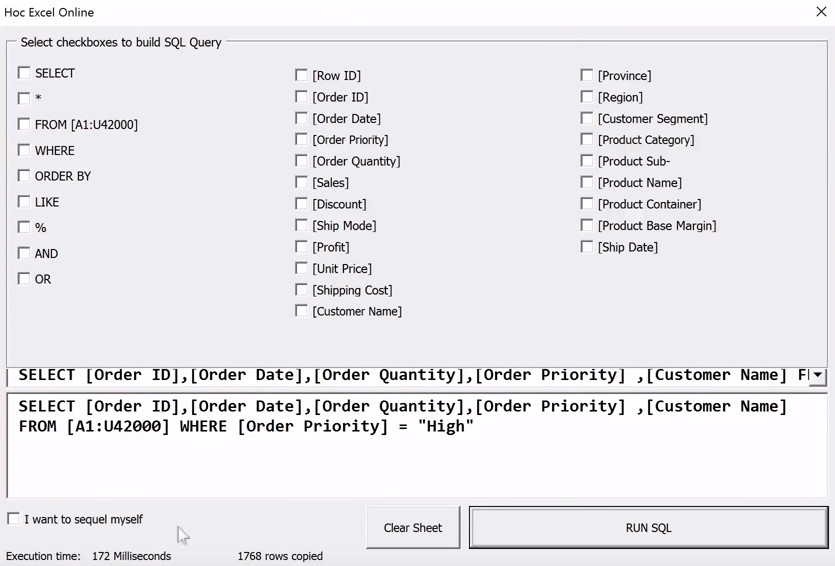 Hoc Excel Online
Select checkboxes to build SQL Query
SELECT
*
FROM [A1:U42000]
WHERE
ORDER BY
LIKE
%
AND
OR
[Row ID]
[Order ID]
[Order Date]
[Order Priority]
[Order Quantity]
[Sales]
[Discount]
[Ship Mode]
[Profit]
[Unit Price]
[Shipping Cost]
[Customer Name]
[Province]
[Region]
[Customer Segment]
[Product Category]
[Product Sub-
[Product Name]
[Product Container]
[Product Base Margin]
[Ship Date]
SELECT [Order ID],[Order Date],[Order Quantity],[Order Priority] ,[Customer Name]
SELECT [Order ID],[Order Date],[Order Quantity],[Order Priority] ,[Customer Name]
FROM [A1:U42000] WHERE [Order Priority] = "High"
I want to sequel myself
Clear Sheet
RUN SQL
Execution time: 172 Milliseconds 1768 rows copied